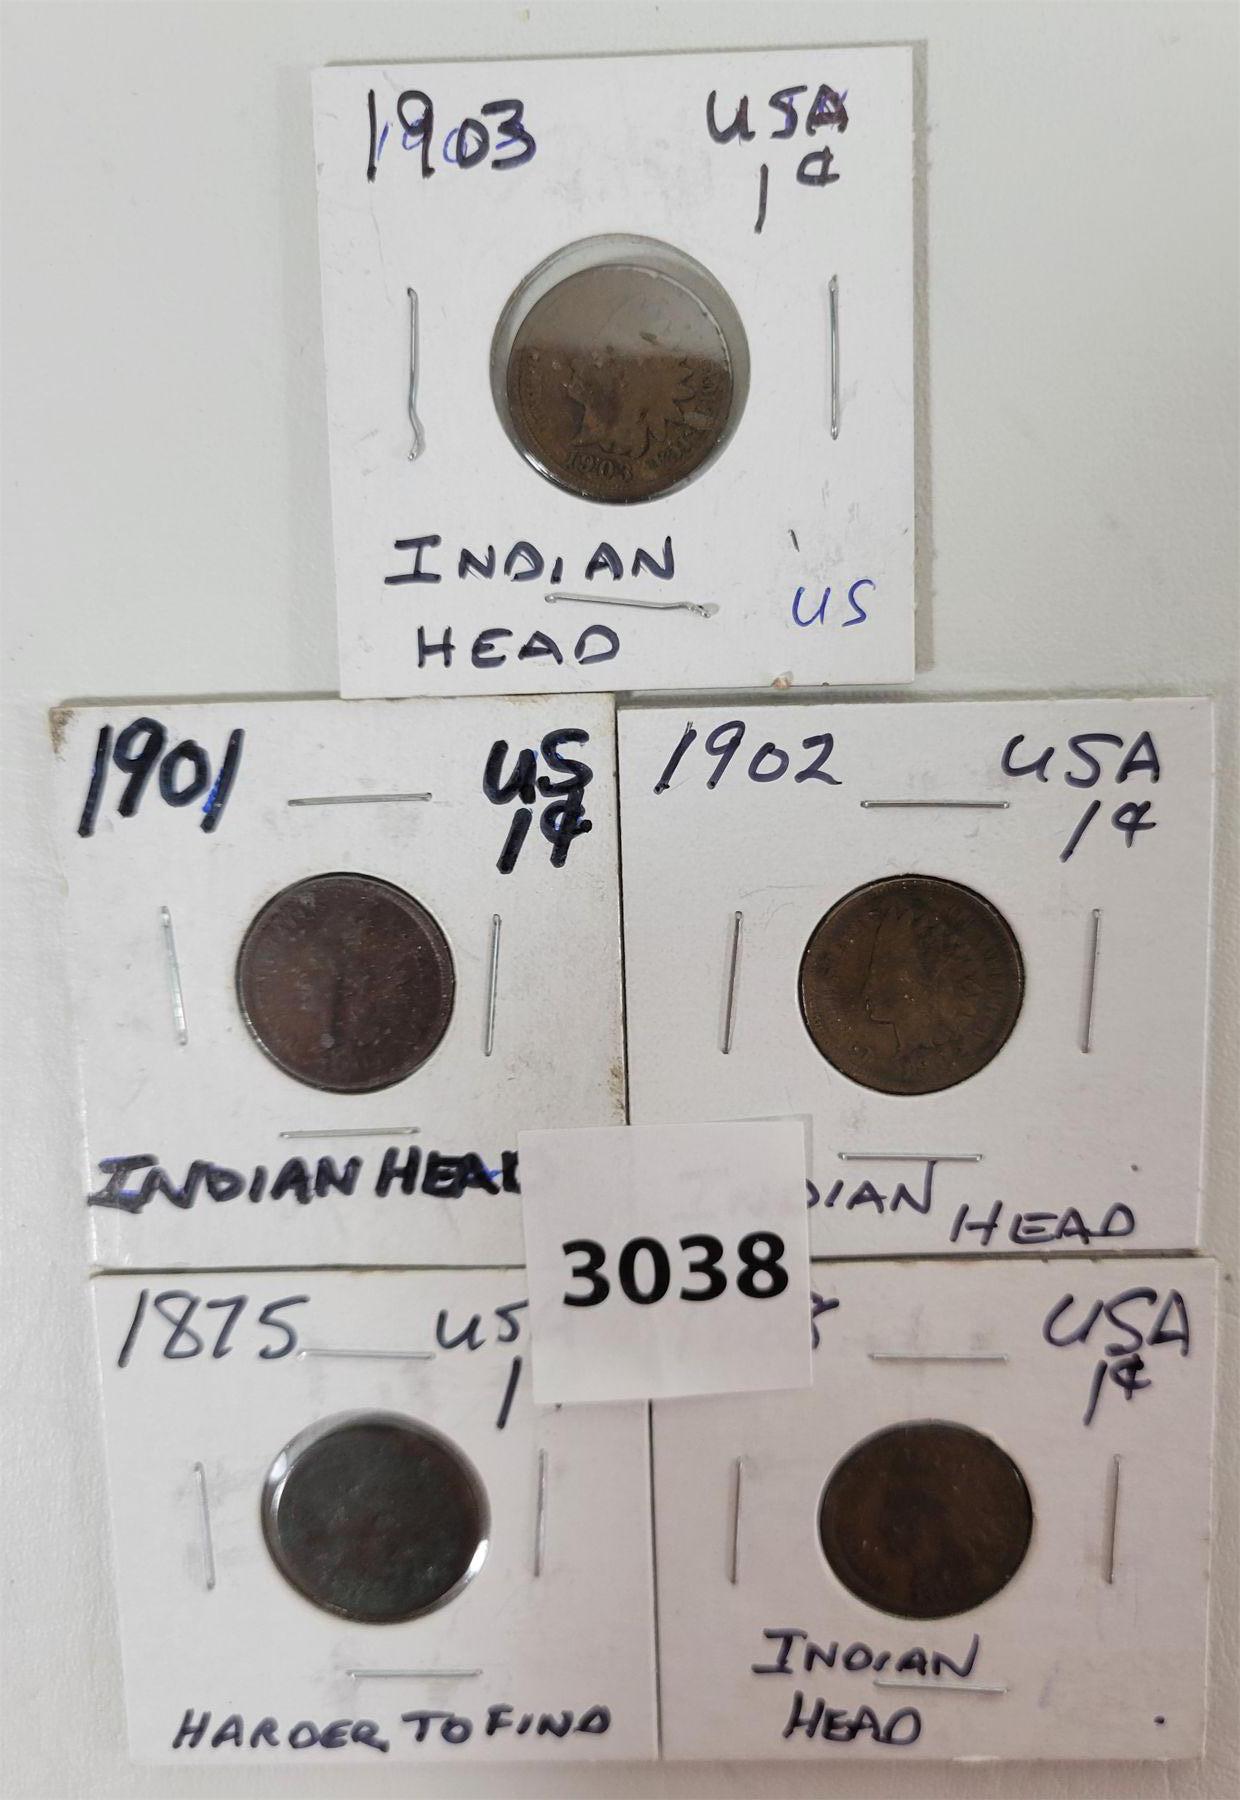 1903 USA
1¢
1903
INDIAN
US
HEAD
1901 US
1¢
INDIAN HEA
1902 USA
1¢
DIAN
HEAD
3038
1875 US
1
HARDER TO FIND
USA
1¢
INDIAN
HEAD